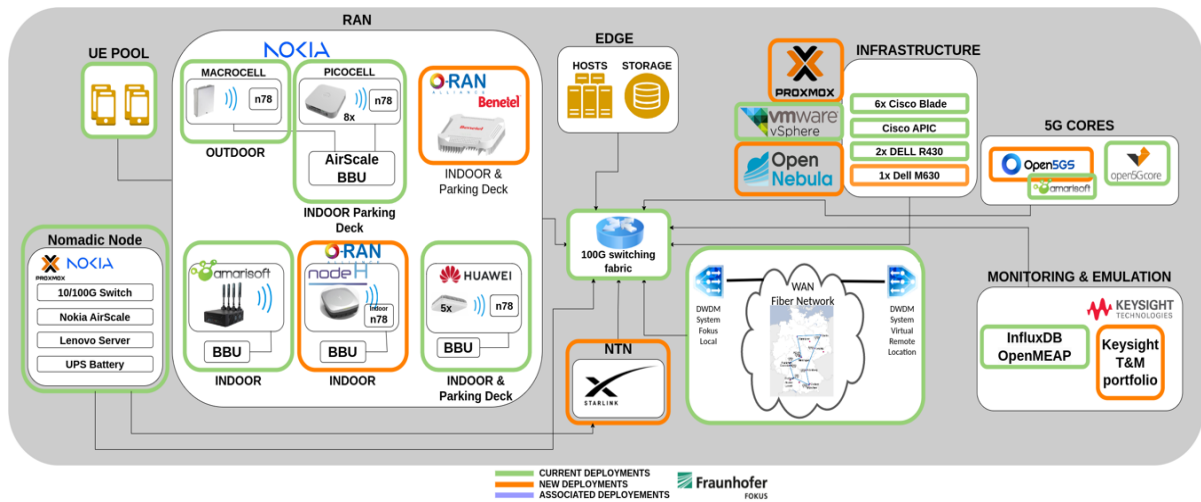 RAN
UE POOL
NOKIA
MACROCELL
n78
OUTDOOR
PICOCELL
n78
8x
AirScale
BBU
INDOOR Parking
Deck
O-RAN
ALLIANCE
Benetel
Benetel
INDOOR &
Parking Deck
amarisoft
BBU
INDOOR
O-RAN
node H
Indoor
n78
BBU
INDOOR
HUAWEI
5x
n78
BBU
INDOOR &
Parking Deck
Nomadic Node
PROXMOX
NOKIA
10/100G Switch
Nokia AirScale
Lenovo Server
UPS Battery
EDGE
HOSTS
STORAGE
100G switching
fabric
NTN
STARLINK
WAN
Fiber Network
DWDM
System
Fokus
Local
DWDM
System
Virtual
Remote
Location
INFRASTRUCTURE
PROXMOX
vmware
vSphere
Open
Nebula
6x Cisco Blade
Cisco APIC
2x DELL R430
1x Dell M630
5G CORES
Open5GS
amarisoft
open5Gcore
MONITORING & EMULATION
KEYSIGHT
TECHNOLOGIES
InfluxDB
OpenMEAP
Keysight
T&M
portfolio
CURRENT DEPLOYMENTS
NEW DEPLOYMENTS
ASSOCIATED DEPLOYEMENTS
Fraunhofer
FOKUS